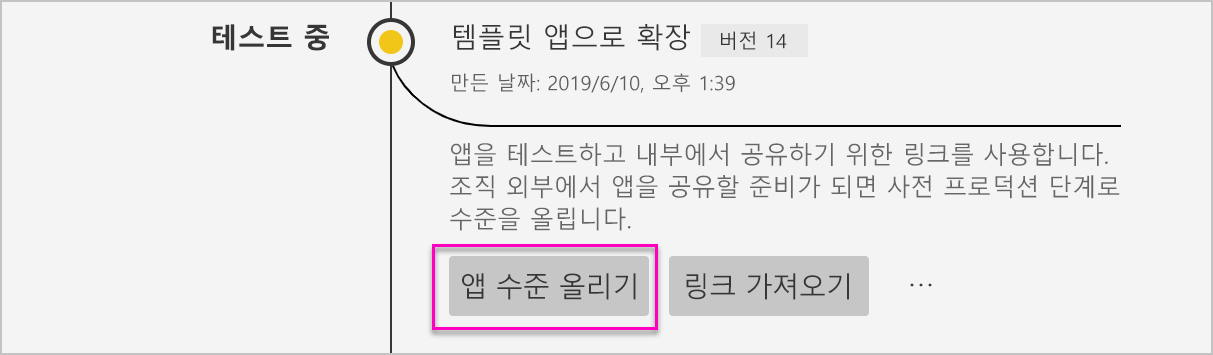 테스트 중
템플릿 앱으로 확장 버전 14
만든 날짜: 2019/6/10, 오후 1:39
앱을 테스트하고 내부에서 공유하기 위한 링크를 사용합니다.
조직 외부에서 앱을 공유할 준비가 되면 사전 프로덕션 단계로
수준을 올립니다.
앱 수준 올리기 링크 가져오기 ...